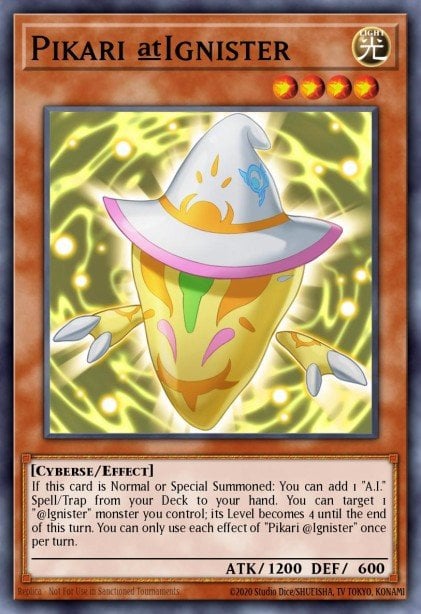 Pikari @Ignister
LIGHT
光
[Cyberse/Effect]
If this card is Normal or Special Summoned: You can add 1 "A.I."
Spell/Trap from your Deck to your hand. You can target 1
"@Ignister" monster you control; its Level becomes 4 until the end
of this turn. You can only use each effect of "Pikari @Ignister" once
per turn.
ATK/1200 DEF/ 600
Replica - Not For Use in Sanctioned Tournaments
©2020 Studio Dice/SHUEISHA, TV TOKYO, KONAMI